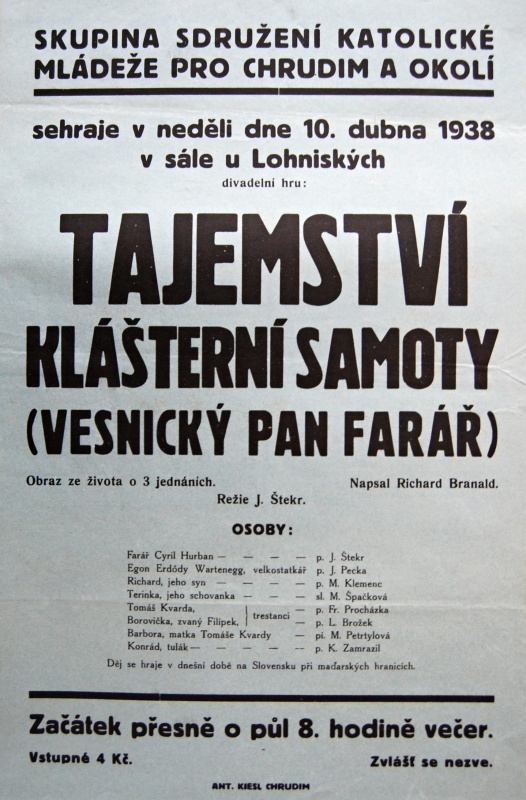 SKUPINA SDRUŽENÍ KATOLICKÉ
MLÁDEŽE PRO CHRUDIM A OKOLÍ
sehraje v neděli dne 10. dubna 1938
v sále u Lohniských
divadelní hru:
TAJEMSTVÍ
KLÁŠTERNÍ SAMOTY
(VESNICKÝ PAN FARÁŘ)
Obraz ze života o 3 jednáních. Napsal Richard Branald.
Režie J. Štekr.
OSOBY:
Farář Cyril Hurban — — — — p. J. Štekr
Egon Erdődy Wartenegg, velkostatkář p. J. Pecka
Richard, jeho syn — — — — p. M. Klemenc
Terinka, jeho schovanka — — — sl. M. Špačková
Tomáš Kvarda, — p. Fr. Procházka
trestanci
Borovička, zvaný Filípek, — p. L. Brožek
Barbora, matka Tomáše Kvardy — pí. M. Petrtylová
Konrád, tulák — — — — — p. K. Zamrazil
Děj se hraje v dnešní době na Slovensku při maďarských hranicích.
Začátek přesně o půl 8. hodině večer.
Vstupné 4 Kč. Zvlášť se nezve.
ANT. KIESL CHRUDIM